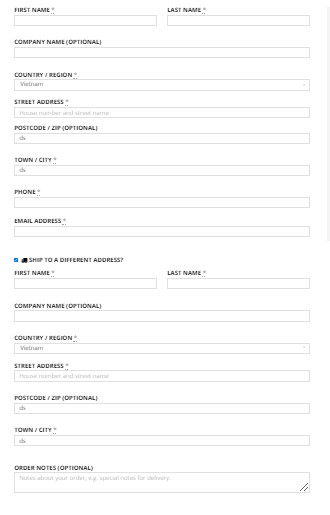 FIRST NAME * LAST NAME *
COMPANY NAME (OPTIONAL)
COUNTRY / REGION *
Vietnam
STREET ADDRESS *
House number and street name
POSTCODE / ZIP (OPTIONAL)
ds
TOWN / CITY *
ds
PHONE *
EMAIL ADDRESS *
SHIP TO A DIFFERENT ADDRESS?
FIRST NAME * LAST NAME *
COMPANY NAME (OPTIONAL)
COUNTRY / REGION *
Vietnam
STREET ADDRESS *
House number and street name
POSTCODE / ZIP (OPTIONAL)
ds
TOWN / CITY *
ds
ORDER NOTES (OPTIONAL)
Notes about your order, e.g. special notes for delivery.